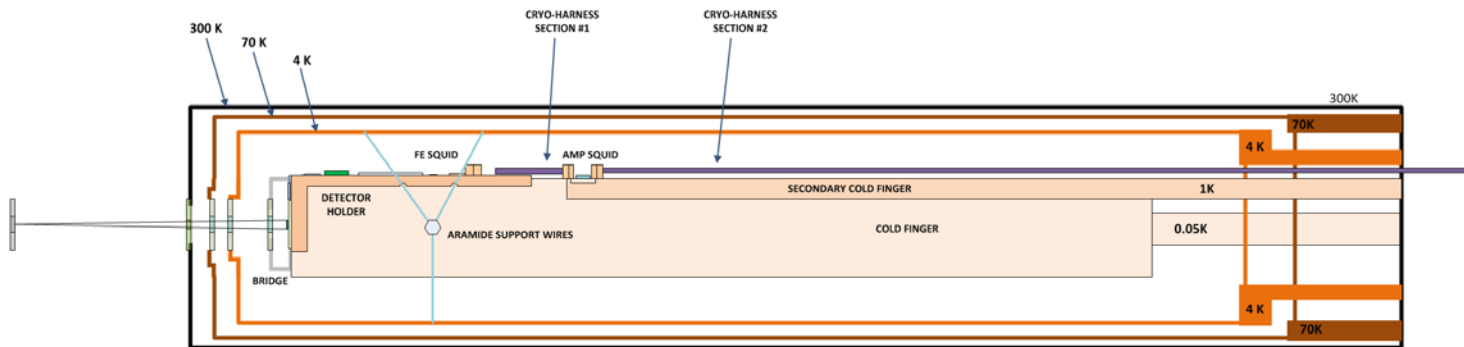 CRYO-HARNESS
SECTION #1
CRYO-HARNESS
SECTION #2
300 K
70 K
4 K
300K
70K
4 K
FE SQUID
AMP SQUID
SECONDARY COLD FINGER
1K
DETECTOR
HOLDER
ARAMIDE SUPPORT WIRES
COLD FINGER
0.05K
BRIDGE
4 K
70K